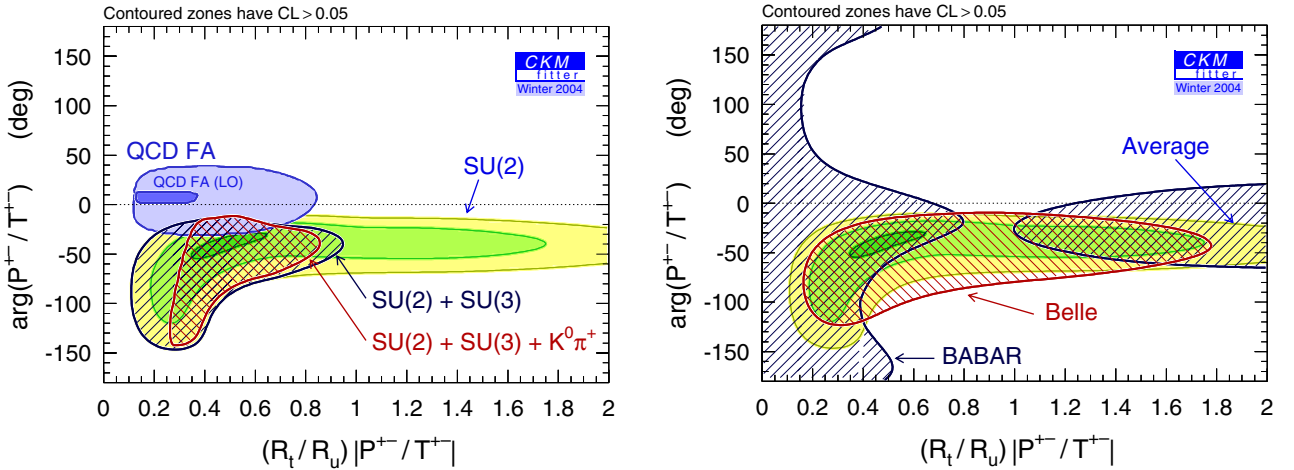 Contoured zones have CL > 0.05
arg(P⁺⁻ / T⁺⁻) (deg)
150
100
50
0
-50
-100
-150
CKM
fitter
Winter 2004
QCD FA
QCD FA (LO)
SU(2)
SU(2) + SU(3)
SU(2) + SU(3) + K⁰π⁺
0 0.2 0.4 0.6 0.8 1 1.2 1.4 1.6 1.8 2
(Rₜ / Rᵤ) |P⁺⁻ / T⁺⁻|
Contoured zones have CL > 0.05
arg(P⁺⁻ / T⁺⁻) (deg)
150
100
50
0
-50
-100
-150
CKM
fitter
Winter 2004
Average
Belle
BABAR
0 0.2 0.4 0.6 0.8 1 1.2 1.4 1.6 1.8 2
(Rₜ / Rᵤ) |P⁺⁻ / T⁺⁻|